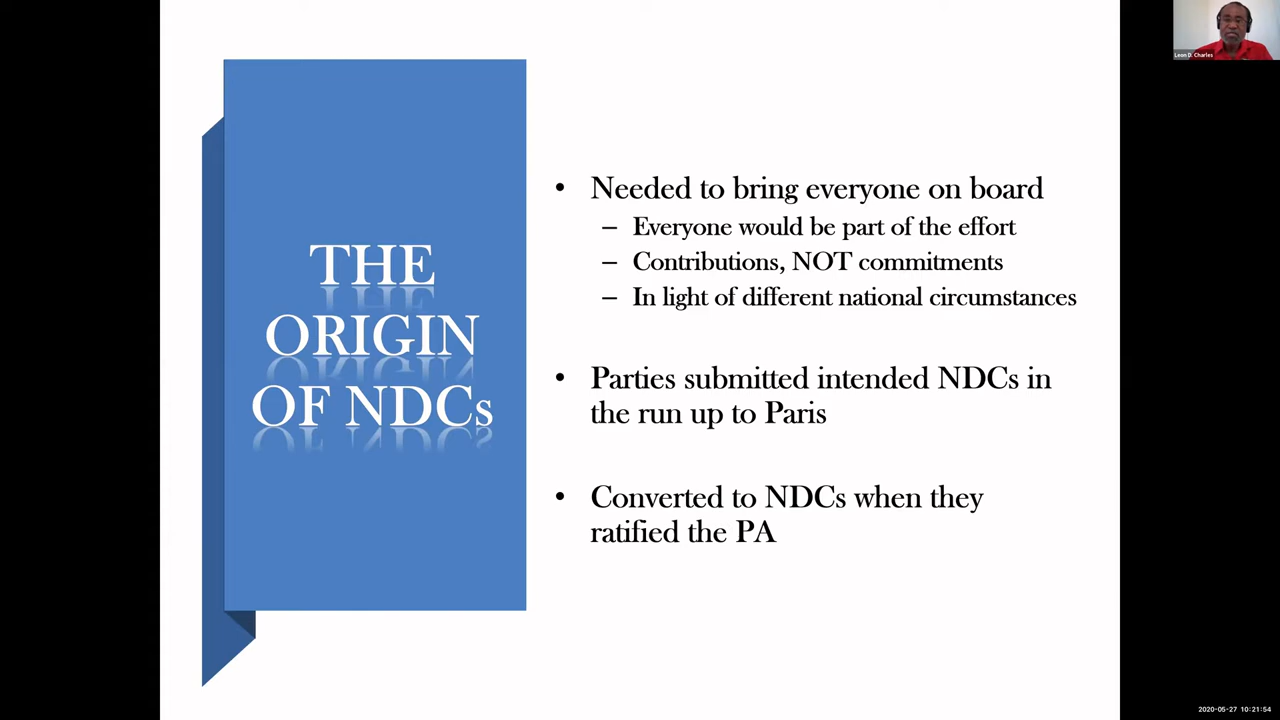 THE
ORIGIN
OF NDCs
• Needed to bring everyone on board
– Everyone would be part of the effort
– Contributions, NOT commitments
– In light of different national circumstances
• Parties submitted intended NDCs in
the run up to Paris
• Converted to NDCs when they
ratified the PA
Leon D. Charles
2020-05-27 10:21:54